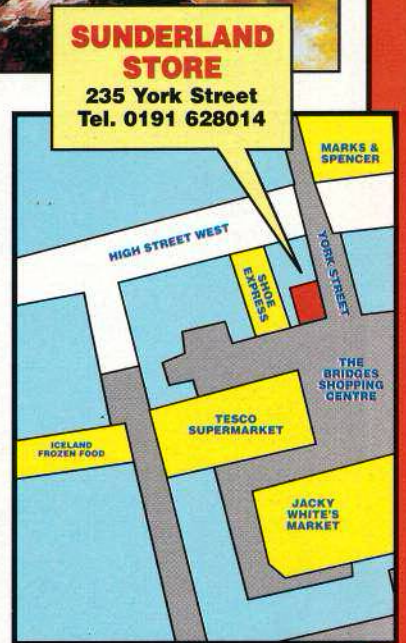 SUNDERLAND
STORE
235 York Street
Tel. 0191 628014
MARKS &
SPENCER
HIGH STREET WEST
YORK STREET
SHOE
EXPRESS
THE
BRIDGES
SHOPPING
CENTRE
TESCO
SUPERMARKET
ICELAND
FROZEN FOOD
JACKY
WHITE'S
MARKET